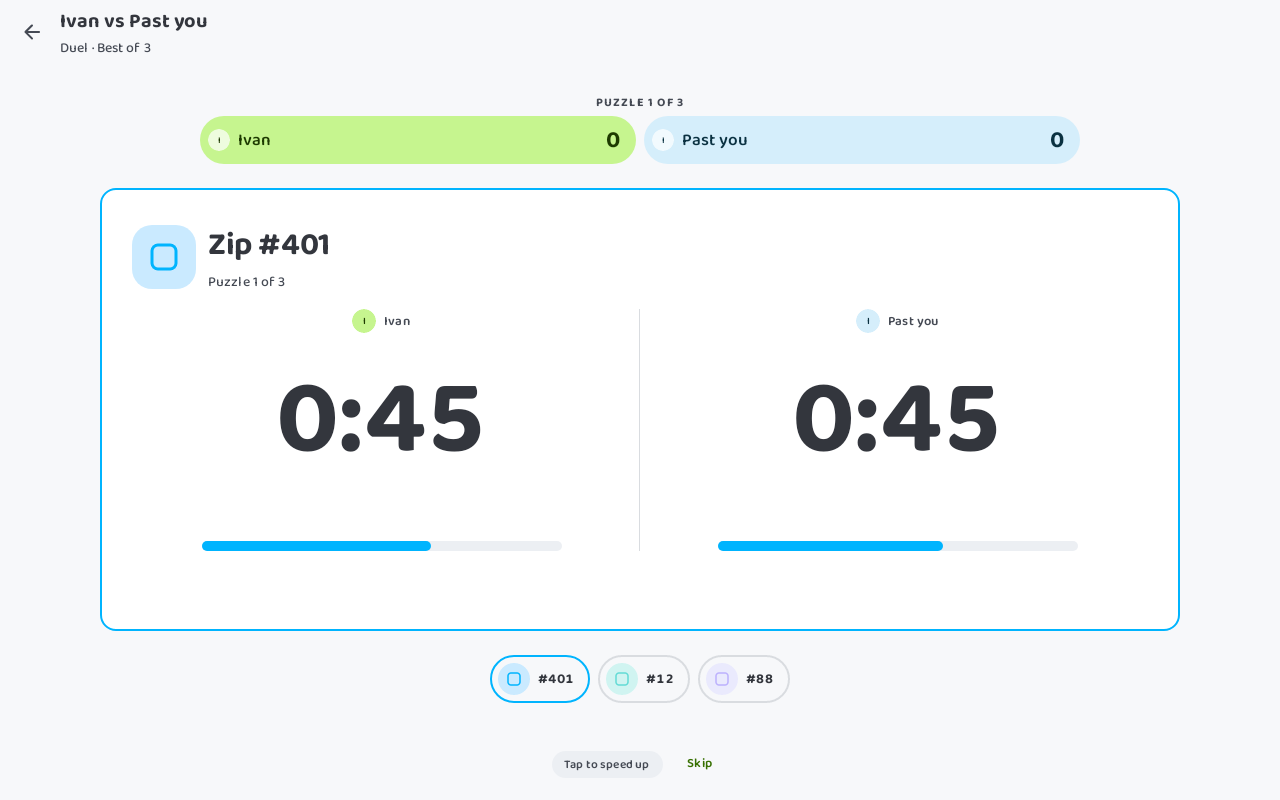 Ivan vs Past you
Duel · Best of 3
PUZZLE 1 OF 3
I Ivan 0
I Past you 0
Zip #401
Puzzle 1 of 3
I Ivan
I Past you
0:45
0:45
#401
#12
#88
Tap to speed up
Skip